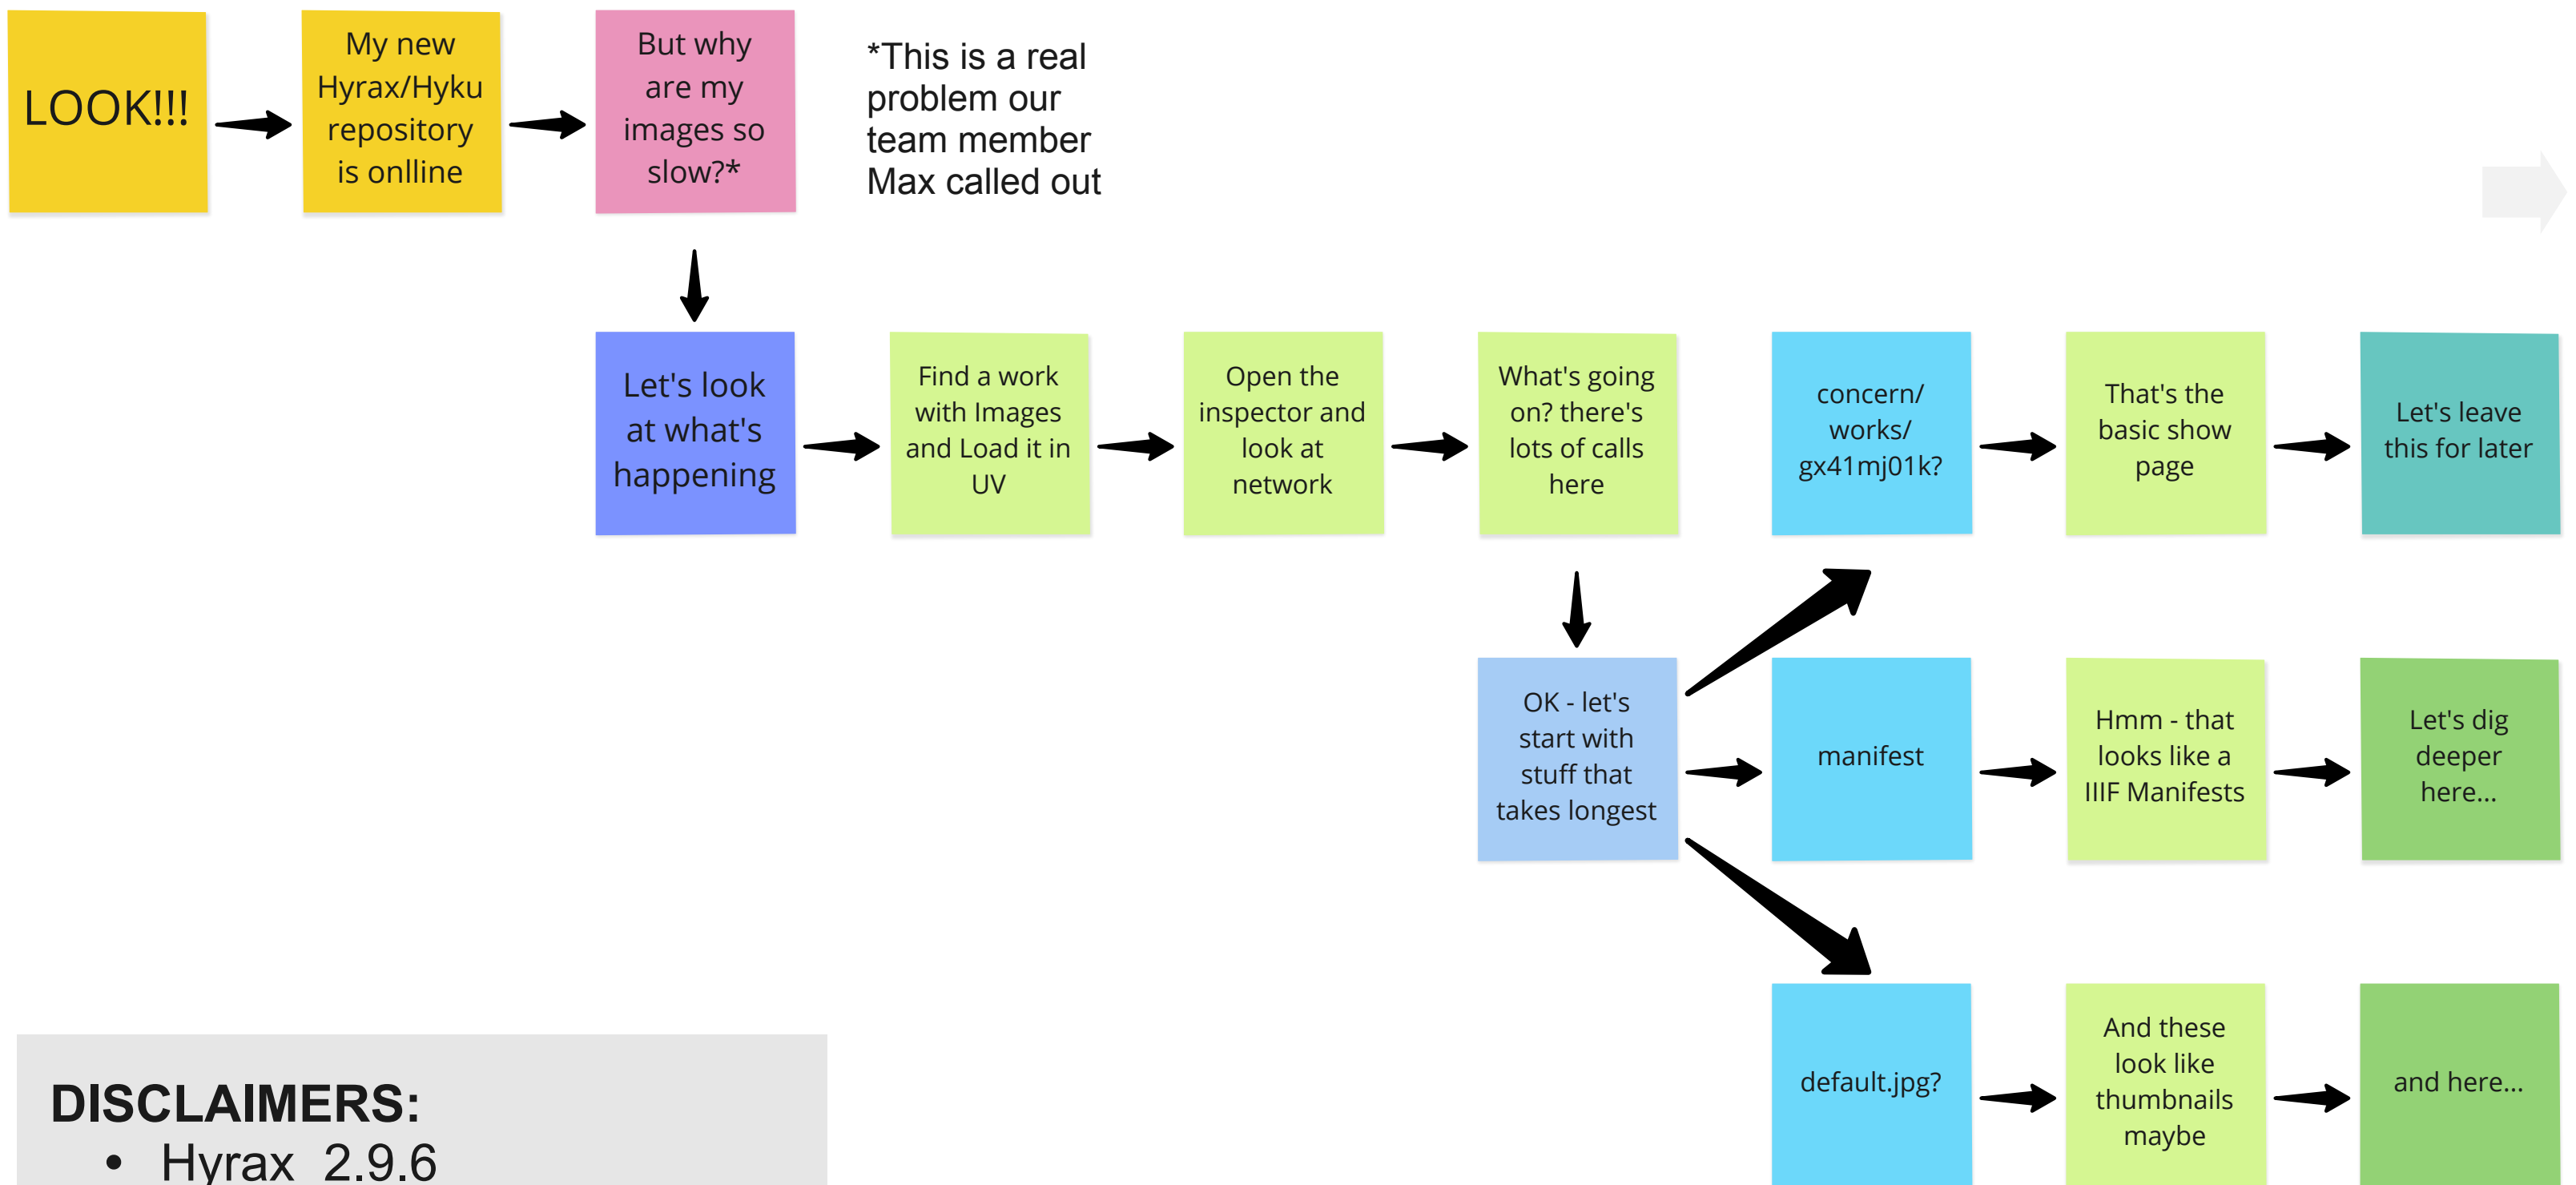 LOOK!!!
My new
Hyrax/Hyku
repository
is onlline
But why
are my
images so
slow?*
*This is a real
problem our
team member
Max called out
Let's look
at what's
happening
Find a work
with Images
and Load it in
UV
Open the
inspector and
look at
network
What's going
on? there's
lots of calls
here
concern/
works/
gx41mj01k?
That's the
basic show
page
Let's leave
this for later
OK - let's
start with
stuff that
takes longest
manifest
Hmm - that
looks like a
IIIF Manifests
Let's dig
deeper
here...
default.jpg?
And these
look like
thumbnails
maybe
and here...
DISCLAIMERS:
• Hyrax 2.9.6